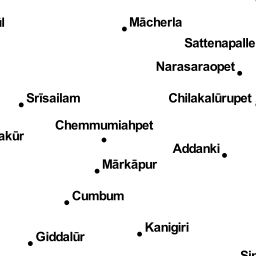 Mācherla
Sattenapalle
Narasaraopet
Srīsailam
Chilakalūrupet
Chemmumiahpet
Addanki
Mārkāpur
Cumbum
Kanigiri
Giddalūr